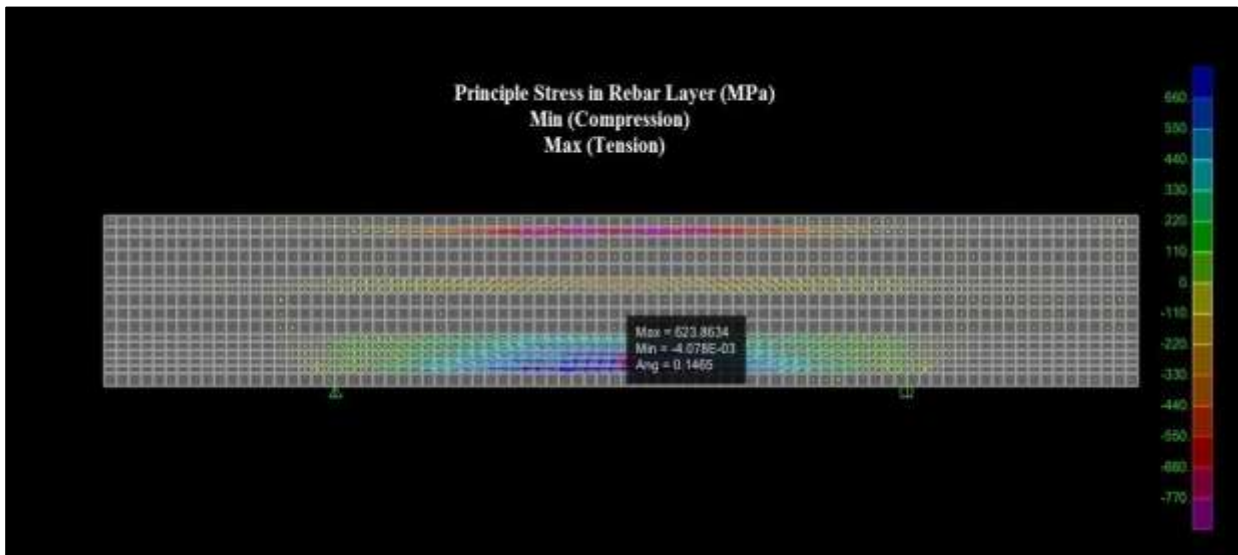 Principle Stress in Rebar Layer (MPa)
Min (Compression)
Max (Tension)
660
550
440
330
220
110
0
-110
-220
-330
-440
-550
-660
-770
Max = 623.8634
Min = -4.078E-03
Ang = 0.1465